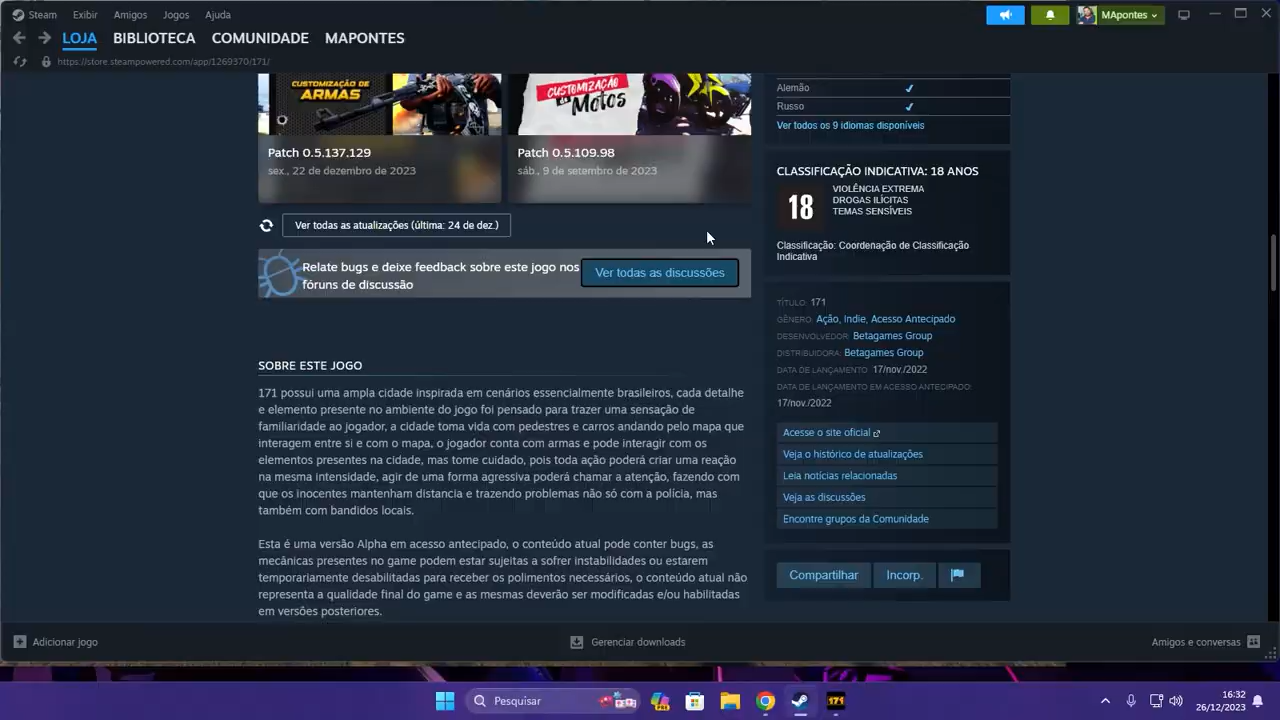 Steam Exibir Amigos Jogos Ajuda
MApontes
LOJA BIBLIOTECA COMUNIDADE MAPONTES
https://store.steampowered.com/app/1269370/171/
CUSTOMIZAÇÃO DE
ARMAS
CUSTOMIZAÇÃO
de Motos
Patch 0.5.137.129
sex., 22 de dezembro de 2023
Patch 0.5.109.98
sáb., 9 de setembro de 2023
Ver todas as atualizações (última: 24 de dez.)
Relate bugs e deixe feedback sobre este jogo nos
fóruns de discussão
Ver todas as discussões
SOBRE ESTE JOGO
171 possui uma ampla cidade inspirada em cenários essencialmente brasileiros, cada detalhe
e elemento presente no ambiente do jogo foi pensado para trazer uma sensação de
familiaridade ao jogador, a cidade toma vida com pedestres e carros andando pelo mapa que
interagem entre si e com o mapa, o jogador conta com armas e pode interagir com os
elementos presentes na cidade, mas tome cuidado, pois toda ação poderá criar uma reação
na mesma intensidade, agir de uma forma agressiva poderá chamar a atenção, fazendo com
que os inocentes mantenham distancia e trazendo problemas não só com a polícia, mas
também com bandidos locais.
Esta é uma versão Alpha em acesso antecipado, o conteúdo atual pode conter bugs, as
mecânicas presentes no game podem estar sujeitas a sofrer instabilidades ou estarem
temporariamente desabilitadas para receber os polimentos necessários, o conteúdo atual não
representa a qualidade final do game e as mesmas deverão ser modificadas e/ou habilitadas
em versões posteriores.
Alemão
Russo
Ver todos os 9 idiomas disponíveis
CLASSIFICAÇÃO INDICATIVA: 18 ANOS
18
VIOLÊNCIA EXTREMA
DROGAS ILÍCITAS
TEMAS SENSÍVEIS
Classificação: Coordenação de Classificação
Indicativa
TÍTULO: 171
GÊNERO: Ação, Indie, Acesso Antecipado
DESENVOLVEDOR: Betagames Group
DISTRIBUIDORA: Betagames Group
DATA DE LANÇAMENTO: 17/nov./2022
DATA DE LANÇAMENTO EM ACESSO ANTECIPADO:
17/nov./2022
Acesse o site oficial
Veja o histórico de atualizações
Leia notícias relacionadas
Veja as discussões
Encontre grupos da Comunidade
Compartilhar Incorp.
Adicionar jogo
Gerenciar downloads
Amigos e conversas
Pesquisar
PRE
171
16:32
26/12/2023